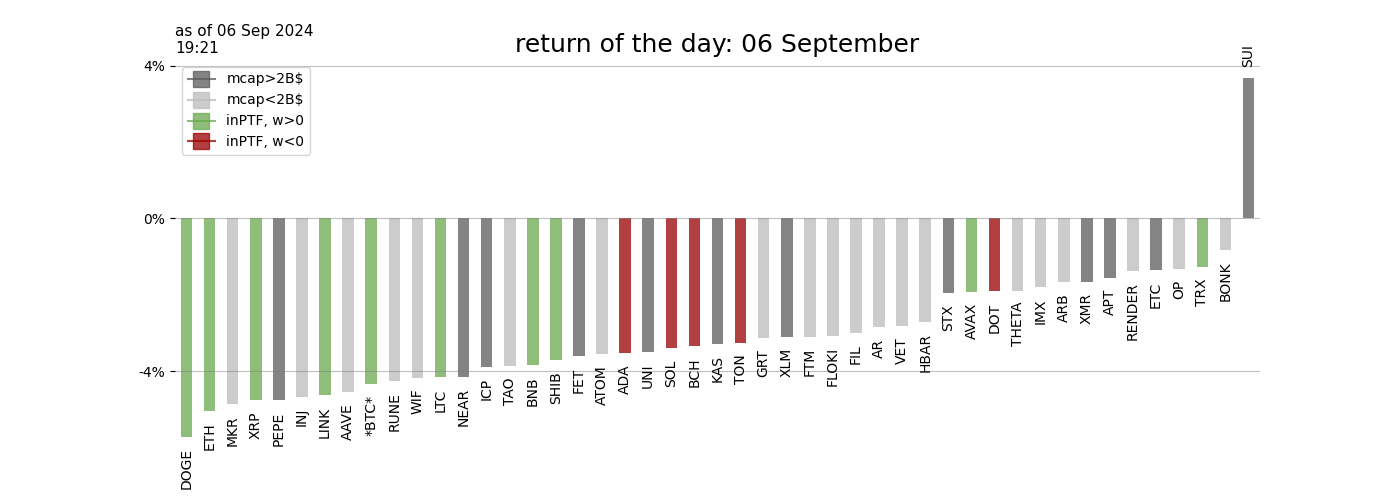 as of 06 Sep 2024
19:21
return of the day: 06 September
4%
0%
-4%
mcap>2B$
mcap<2B$
inPTF, w>0
inPTF, w<0
DOGE
ETH
MKR
XRP
PEPE
INJ
LINK
AAVE
*BTC*
RUNE
WIF
LTC
NEAR
ICP
TAO
BNB
SHIB
FET
ATOM
ADA
UNI
SOL
BCH
KAS
TON
GRT
XLM
FTM
FLOKI
FIL
AR
VET
HBAR
STX
AVAX
DOT
THETA
IMX
ARB
XMR
APT
RENDER
ETC
OP
TRX
BONK
SUI